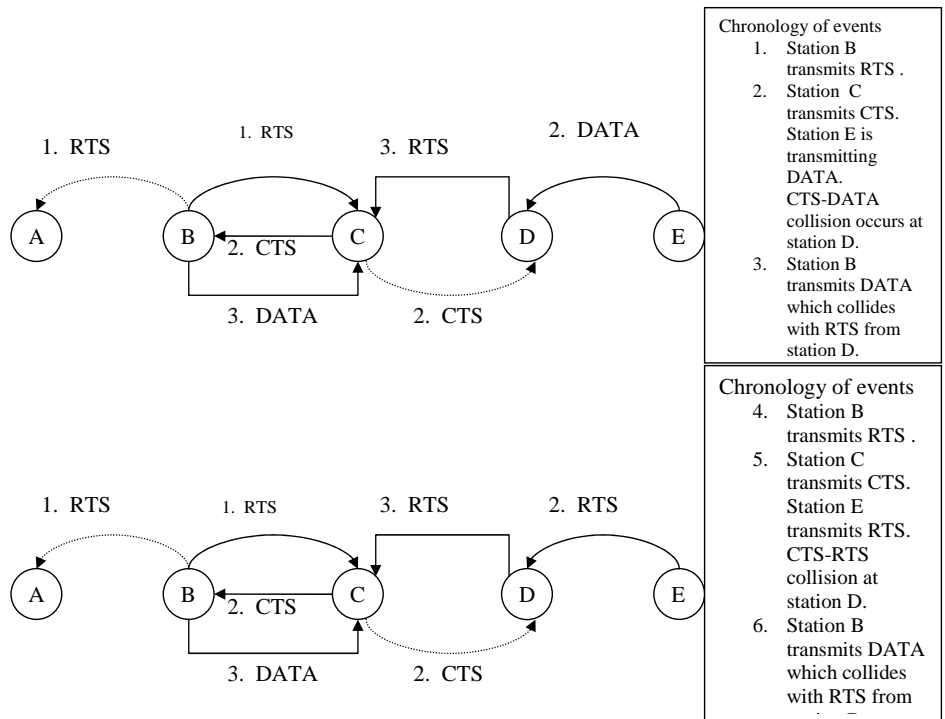 1. RTS
1. RTS
3. RTS
2. DATA
A
B
C
D
E
2. CTS
3. DATA
2. CTS
Chronology of events
1. Station B
transmits RTS .
2. Station C
transmits CTS.
Station E is
transmitting
DATA.
CTS-DATA
collision occurs at
station D.
3. Station B
transmits DATA
which collides
with RTS from
station D.
1. RTS
1. RTS
3. RTS
2. RTS
A
B
C
D
E
2. CTS
3. DATA
2. CTS
Chronology of events
4. Station B
transmits RTS .
5. Station C
transmits CTS.
Station E
transmits RTS.
CTS-RTS
collision at
station D.
6. Station B
transmits DATA
which collides
with RTS from